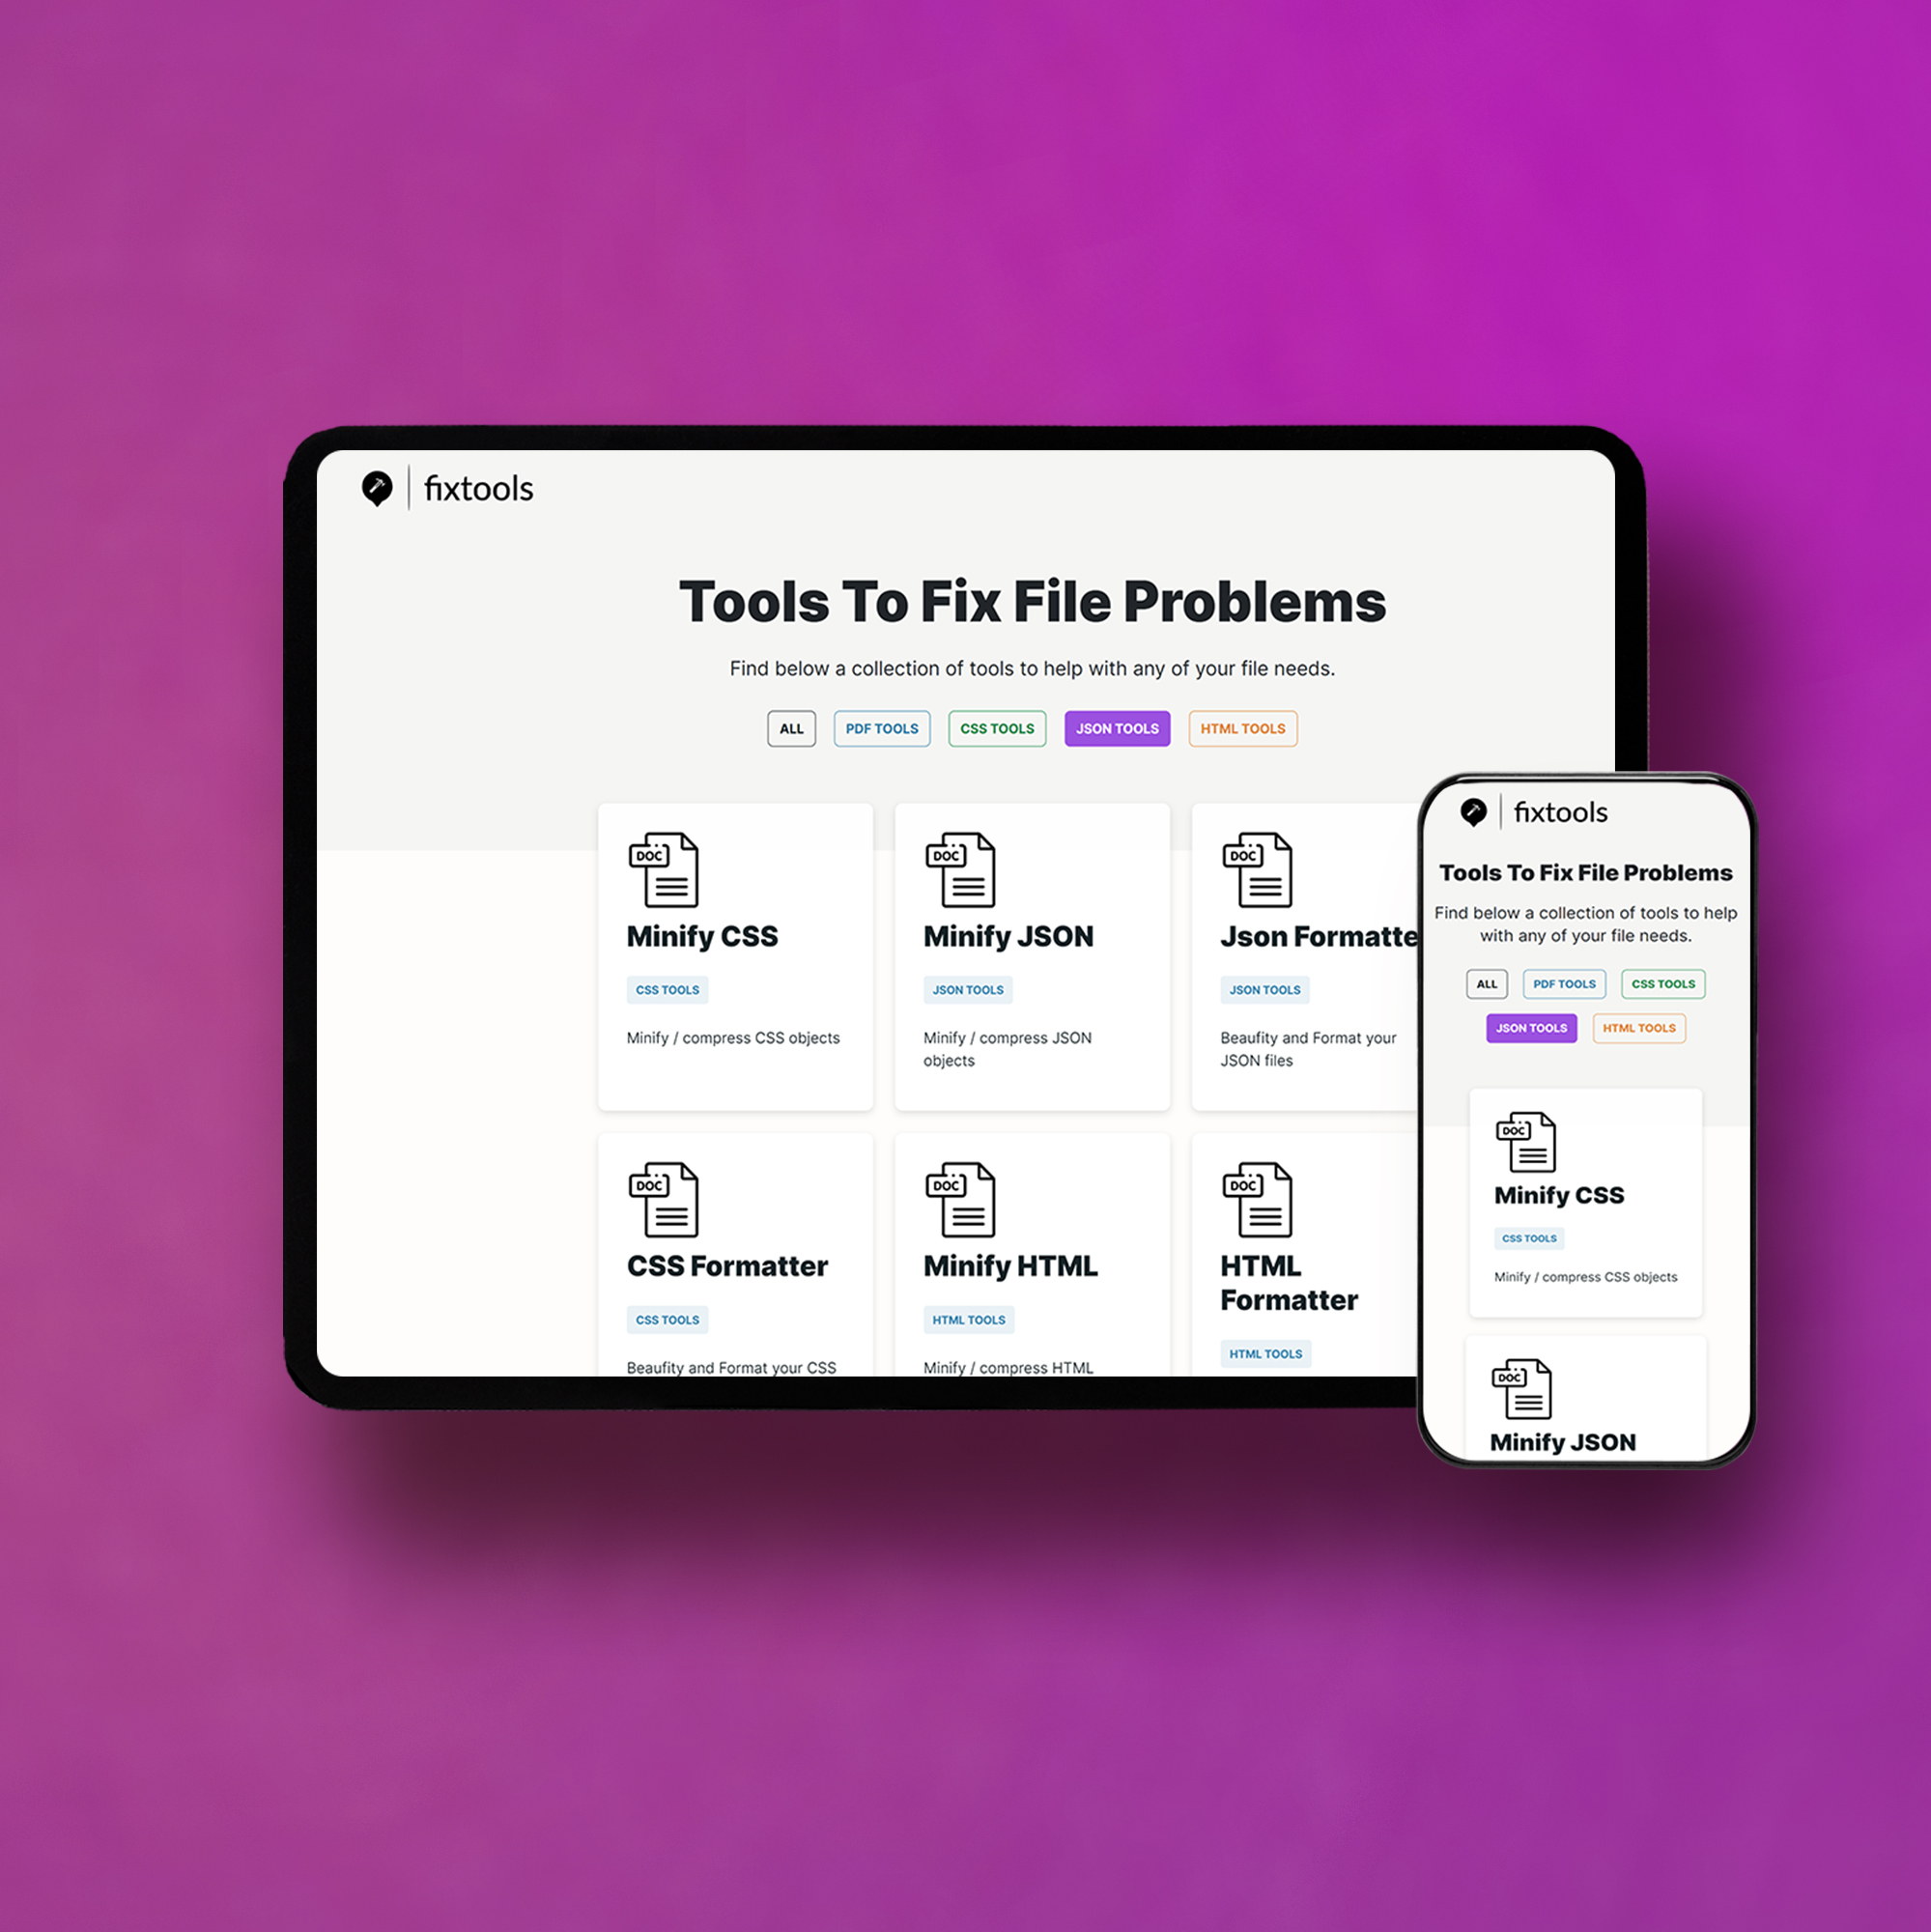 fixtools
Tools To Fix File Problems
Find below a collection of tools to help with any of your file needs.
ALL PDF TOOLS CSS TOOLS JSON TOOLS HTML TOOLS
DOC
Minify CSS
CSS TOOLS
Minify / compress CSS objects
DOC
Minify JSON
JSON TOOLS
Minify / compress JSON
objects
DOC
Json Formatte
JSON TOOLS
Beaufity and Format your
JSON files
DOC
CSS Formatter
CSS TOOLS
Beaufity and Format your CSS
DOC
Minify HTML
HTML TOOLS
Minify / compress HTML
DOC
HTML
Formatter
HTML TOOLS
fixtools
Tools To Fix File Problems
Find below a collection of tools to help
with any of your file needs.
ALL PDF TOOLS CSS TOOLS
JSON TOOLS HTML TOOLS
DOC
Minify CSS
CSS TOOLS
Minify / compress CSS objects
DOC
Minify JSON